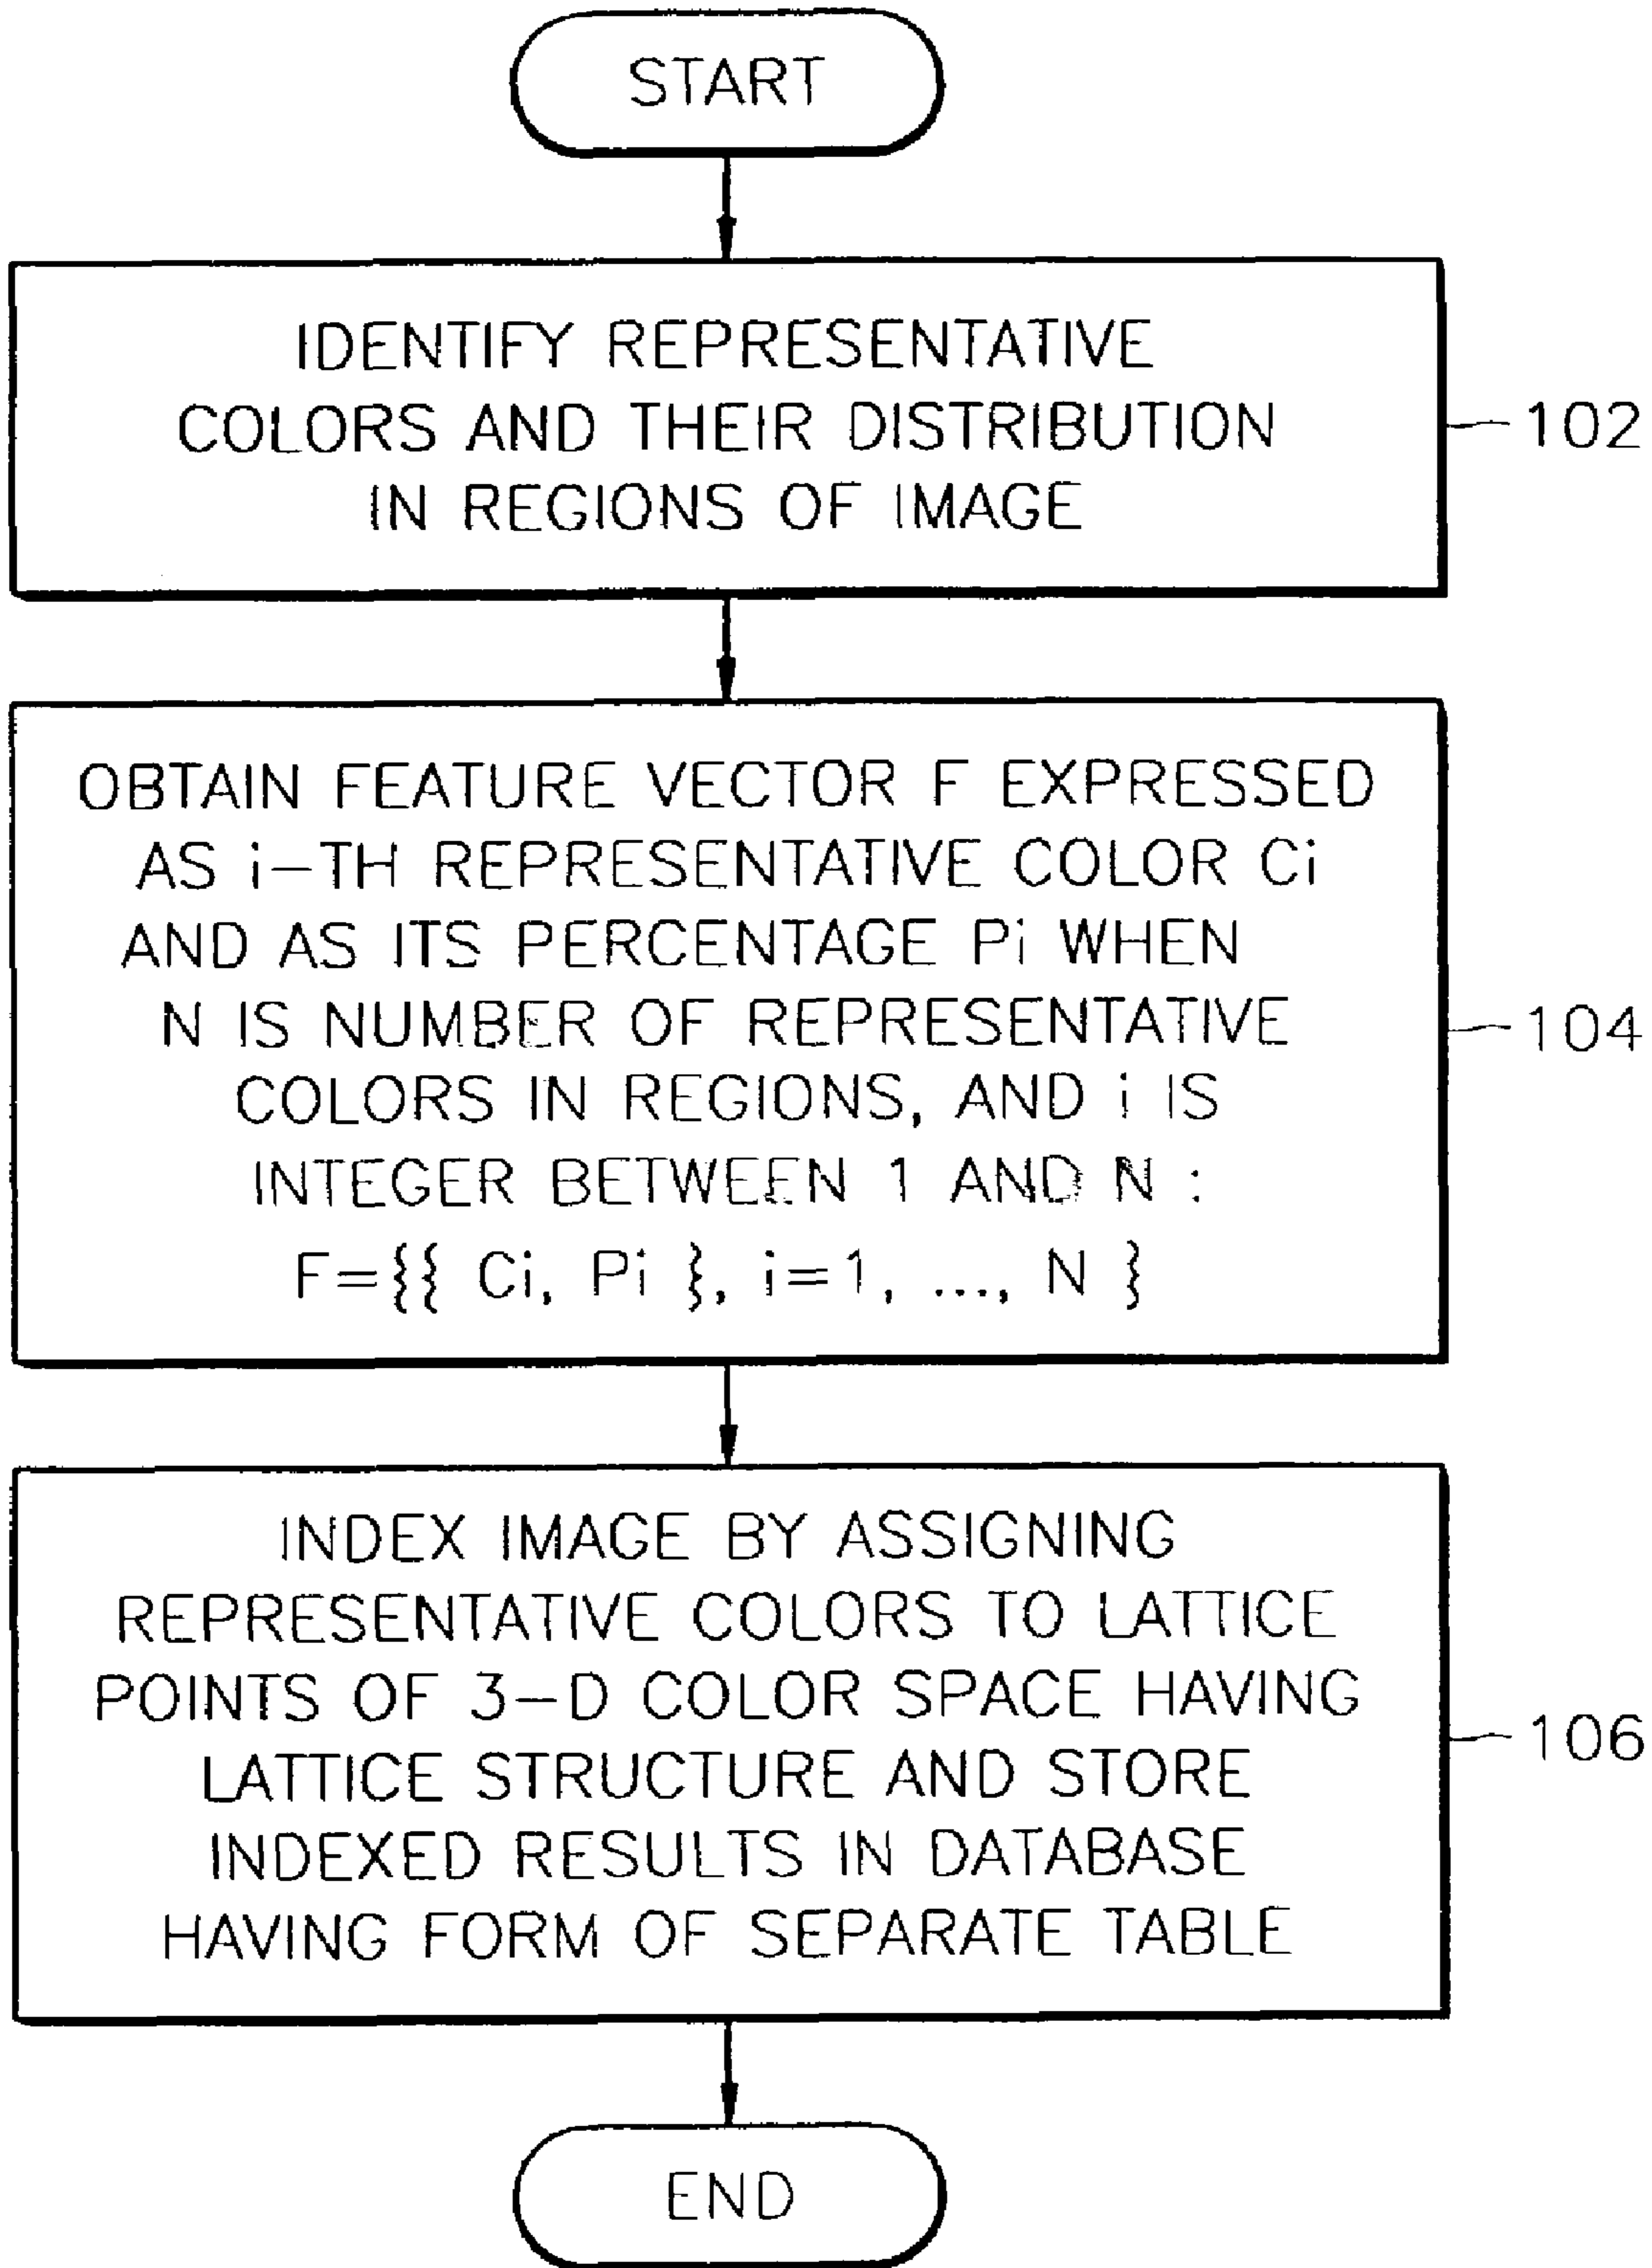 START
IDENTIFY REPRESENTATIVE
COLORS AND THEIR DISTRIBUTION
IN REGIONS OF IMAGE
102
OBTAIN FEATURE VECTOR F EXPRESSED
AS i-TH REPRESENTATIVE COLOR Ci
AND AS ITS PERCENTAGE Pi WHEN
N IS NUMBER OF REPRESENTATIVE
COLORS IN REGIONS, AND i IS
INTEGER BETWEEN 1 AND N :
F={{ Ci, Pi }, i=1, ..., N }
104
INDEX IMAGE BY ASSIGNING
REPRESENTATIVE COLORS TO LATTICE
POINTS OF 3-D COLOR SPACE HAVING
LATTICE STRUCTURE AND STORE
INDEXED RESULTS IN DATABASE
HAVING FORM OF SEPARATE TABLE
106
END